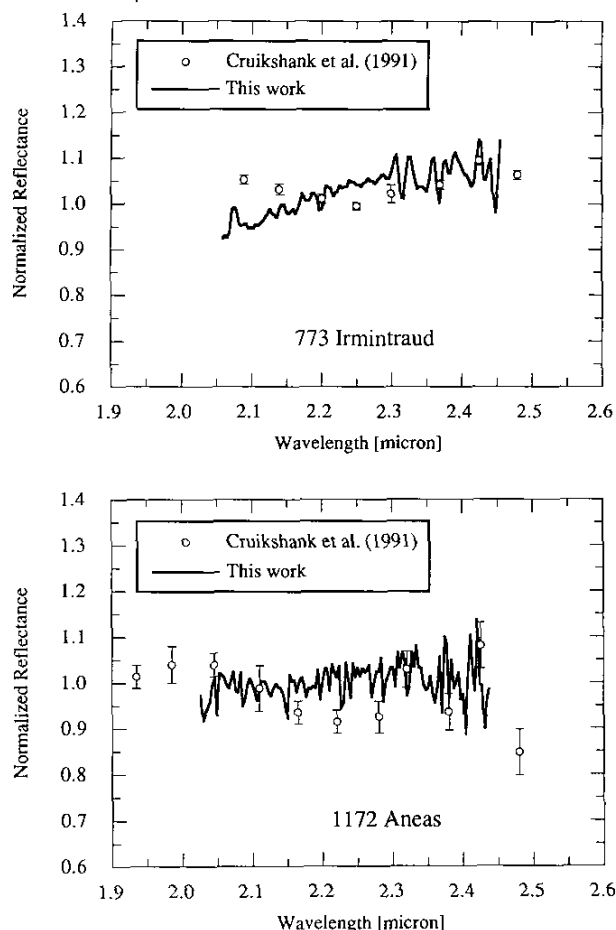 1.4
1.3
1.2
1.1
1.0
0.9
0.8
0.7
0.6
Normalized Reflectance
Cruikshank et al. (1991)
This work
773 Irmintraud
1.9 2.0 2.1 2.2 2.3 2.4 2.5 2.6
Wavelength [micron]
1.4
1.3
1.2
1.1
1.0
0.9
0.8
0.7
0.6
Normalized Reflectance
Cruikshank et al. (1991)
This work
1172 Aneas
1.9 2.0 2.1 2.2 2.3 2.4 2.5 2.6
Wavelength [micron]